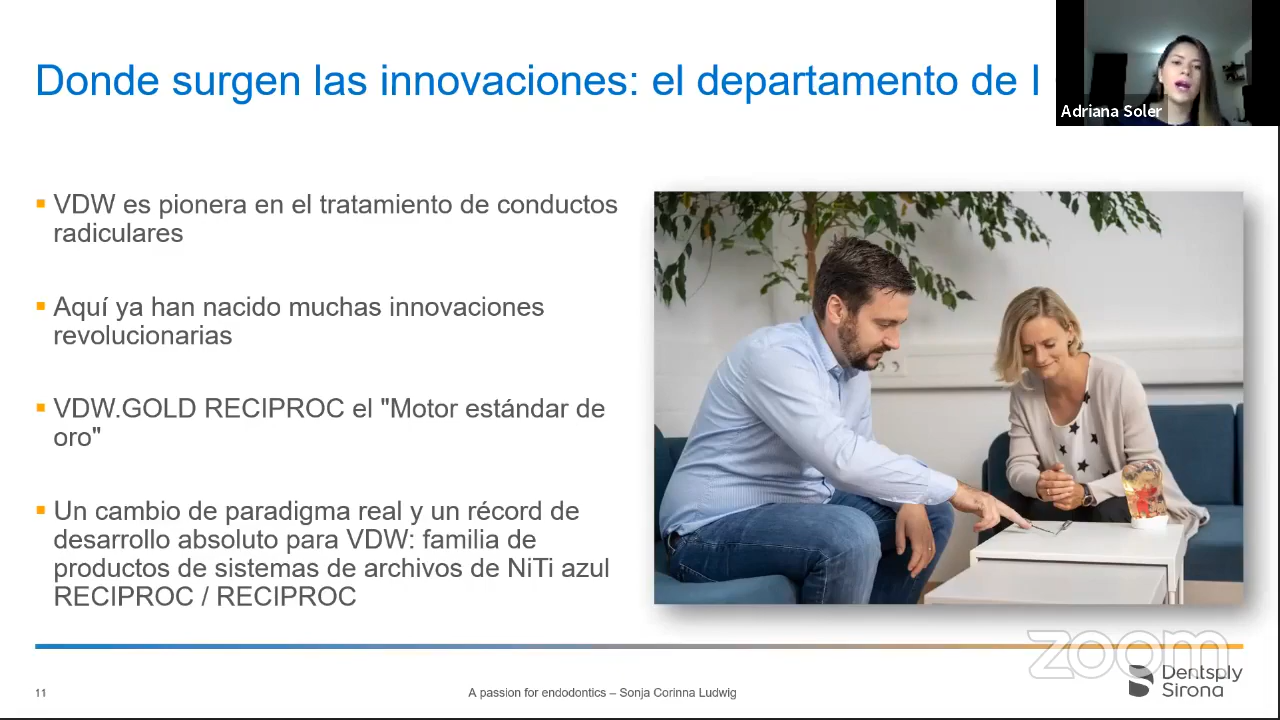 Donde surgen las innovaciones: el departamento de I
Adriana Soler
▪ VDW es pionera en el tratamiento de conductos
radiculares
▪ Aquí ya han nacido muchas innovaciones
revolucionarias
▪ VDW.GOLD RECIPROC el "Motor estándar de
oro"
▪ Un cambio de paradigma real y un récord de
desarrollo absoluto para VDW: familia de
productos de sistemas de archivos de NiTi azul
RECIPROC / RECIPROC
zoom
Dentsply
Sirona
11
A passion for endodontics – Sonja Corinna Ludwig